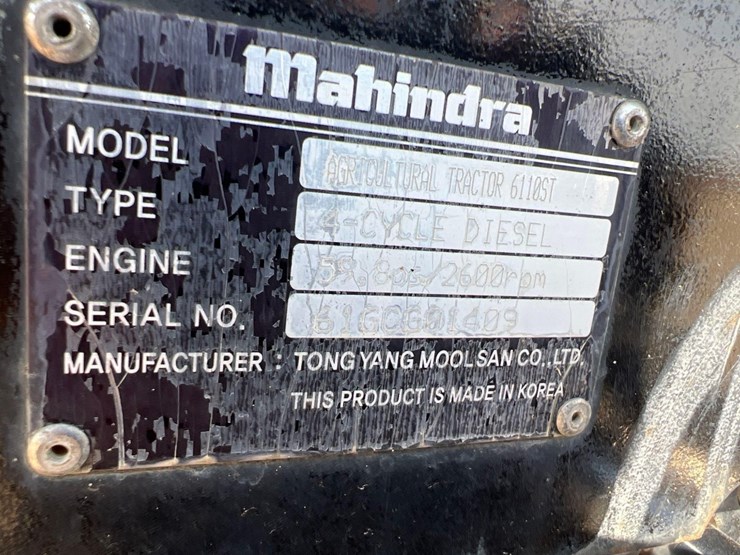 mahindra
MODEL AGRICULTURAL TRACTOR 6110ST
TYPE 4-CYCLE DIESEL
ENGINE /2600rpm
SERIAL NO.
MANUFACTURER : TONG YANG MOOLSAN CO.,LTD.
THIS PRODUCT IS MADE IN KOREA